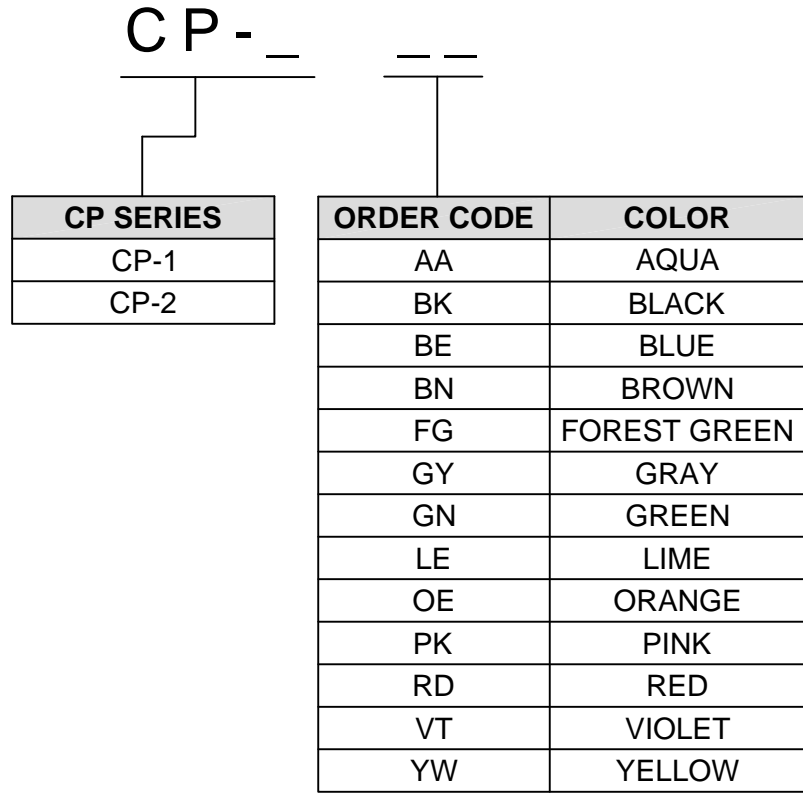 CP-_ _ _
CP SERIES
CP-1
CP-2
ORDER CODE COLOR
AA AQUA
BK BLACK
BE BLUE
BN BROWN
FG FOREST GREEN
GY GRAY
GN GREEN
LE LIME
OE ORANGE
PK PINK
RD RED
VT VIOLET
YW YELLOW